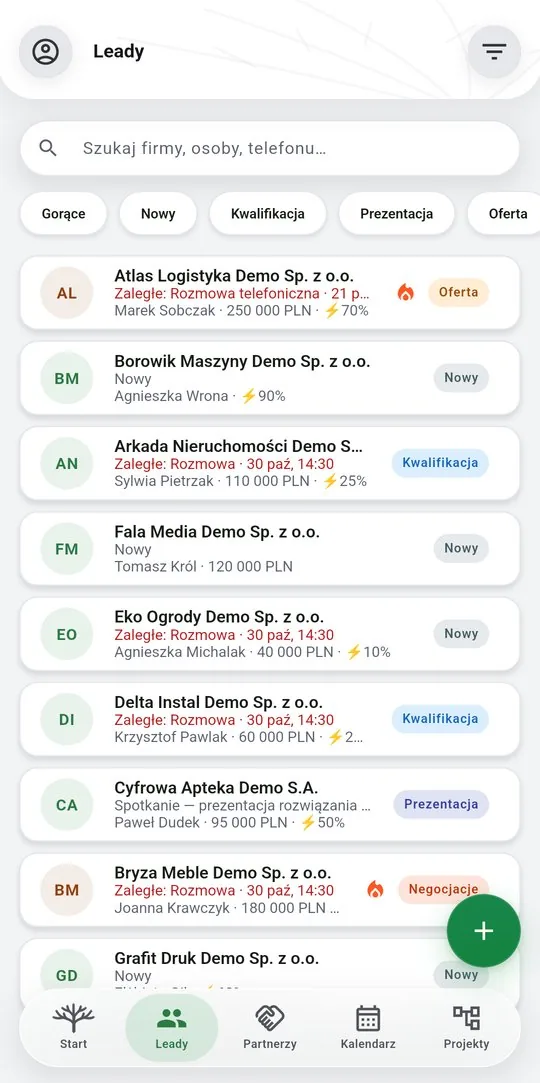 Leady
Szukaj firmy, osoby, telefonu…
Gorące
Nowy
Kwalifikacja
Prezentacja
Oferta
AL
Atlas Logistyka Demo Sp. z o.o.
Zaległe: Rozmowa telefoniczna · 21 p…
Marek Sobczak · 250 000 PLN · ⚡70%
Oferta
BM
Borowik Maszyny Demo Sp. z o.o.
Nowy
Agnieszka Wrona · ⚡90%
Nowy
AN
Arkada Nieruchomości Demo S…
Zaległe: Rozmowa · 30 paź, 14:30
Sylwia Pietrzak · 110 000 PLN · ⚡25%
Kwalifikacja
FM
Fala Media Demo Sp. z o.o.
Nowy
Tomasz Król · 120 000 PLN
Nowy
EO
Eko Ogrody Demo Sp. z o.o.
Zaległe: Rozmowa · 30 paź, 14:30
Agnieszka Michalak · 40 000 PLN · ⚡10%
Nowy
DI
Delta Instal Demo Sp. z o.o.
Zaległe: Rozmowa · 30 paź, 14:30
Krzysztof Pawlak · 60 000 PLN · ⚡2…
Kwalifikacja
CA
Cyfrowa Apteka Demo S.A.
Spotkanie — prezentacja rozwiązania …
Paweł Dudek · 95 000 PLN · ⚡50%
Prezentacja
BM
Bryza Meble Demo Sp. z o.o.
Zaległe: Rozmowa · 30 paź, 14:30
Joanna Krawczyk · 180 000 PLN …
Negocjacje
GD
Grafit Druk Demo Sp. z o.o.
Nowy
Nowy
Start
Leady
Partnerzy
Kalendarz
Projekty